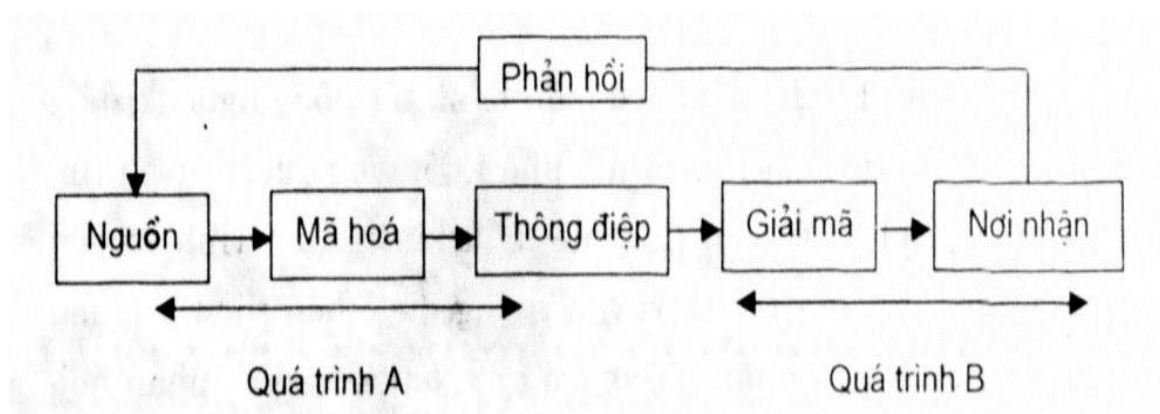 Phản hồi
Nguồn
Mã hoá
Thông điệp
Giải mã
Nơi nhận
Quá trình A
Quá trình B